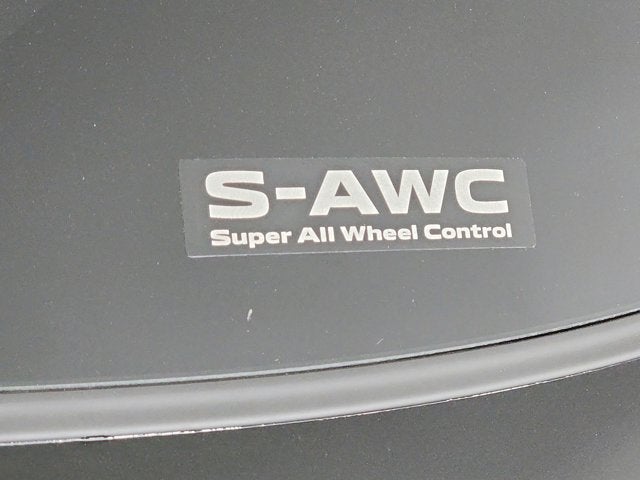 S-AWC
Super All Wheel Control